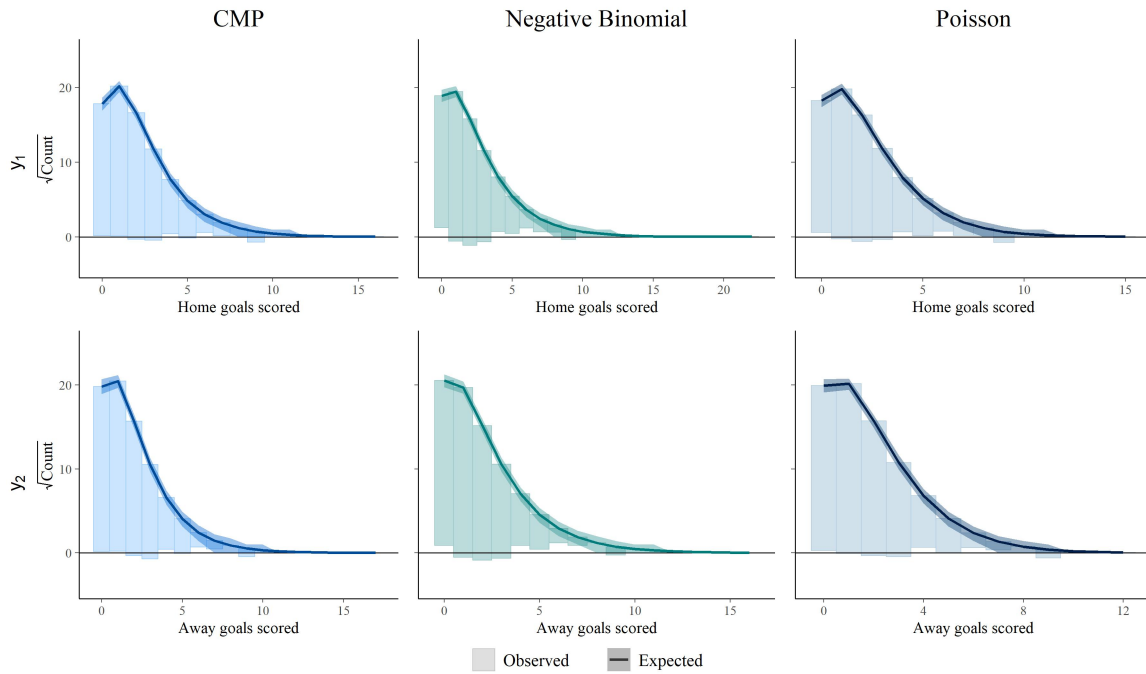 CMP
Negative Binomial
Poisson
y₁
√Count
20
10
0
0 5 10 15
Home goals scored
0 5 10 15 20
Home goals scored
0 5 10 15
Home goals scored
y₂
√Count
20
10
0
0 5 10 15
Away goals scored
0 5 10 15
Away goals scored
0 4 8 12
Away goals scored
Observed
Expected